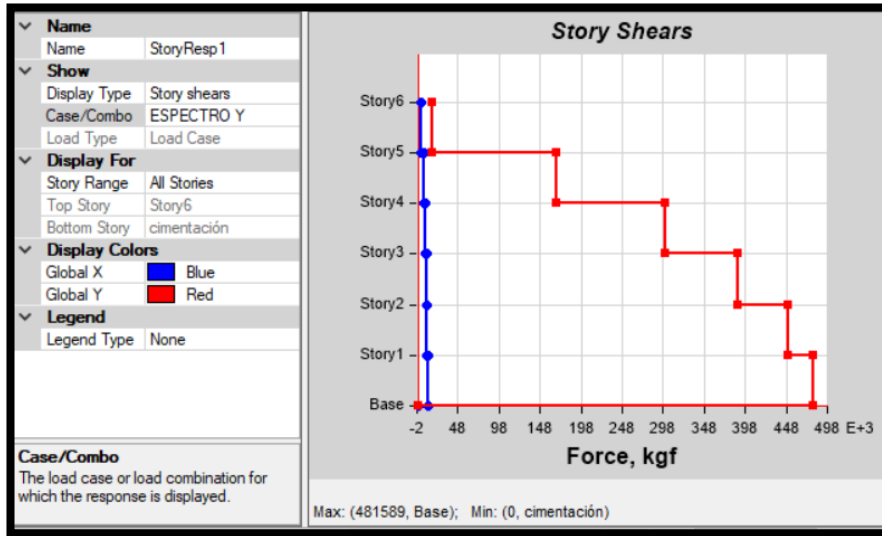 Name
Name StoryResp1
Show
Display Type Story shears
Case/Combo ESPECTRO Y
Load Type Load Case
Display For
Story Range All Stories
Top Story Story6
Bottom Story cimentación
Display Colors
Global X Blue
Global Y Red
Legend
Legend Type None
Case/Combo
The load case or load combination for
which the response is displayed.
Story Shears
Story6
Story5
Story4
Story3
Story2
Story1
Base
-2 48 98 148 198 248 298 348 398 448 498 E+3
Force, kgf
Max: (481589, Base); Min: (0, cimentación)